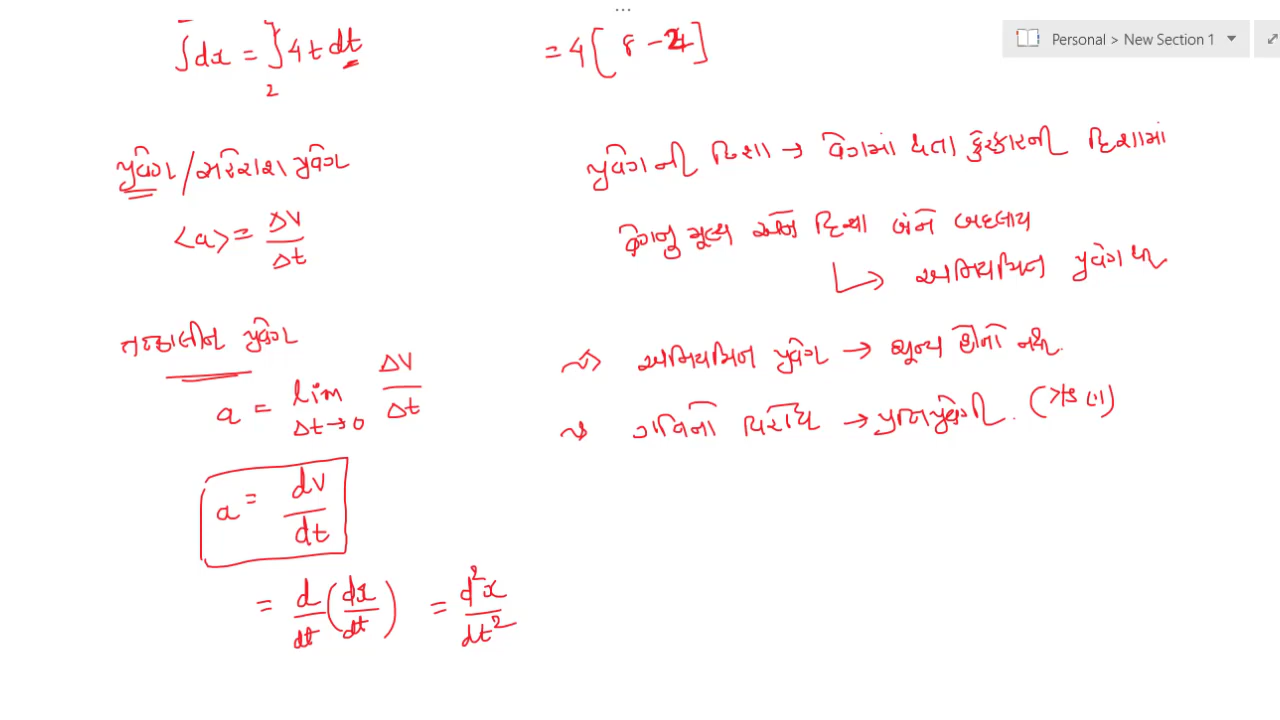 ...
Personal > New Section 1
∫dx = ∫₂ 4t dt
= 4[8 - 4]
પ્રવેગ/સરેરાશ પ્રવેગ
<a> = Δv/Δt
તત્કાલીન પ્રવેગ
a = lim Δt→0 Δv/Δt
a = dv/dt
= d/dt (dx/dt) = d²x/dt²
પ્રવેગની દિશા → વેગમાં થતા ફેરફારની દિશામાં
વેગનું મૂલ્ય અને દિશા બંને બદલાય
↳ અનિયમિત પ્રવેગ
અનિયમિત પ્રવેગ → શૂન્ય હોતો નથી.
ગતિનો વિરોધ → પ્રતિપ્રવેગી.